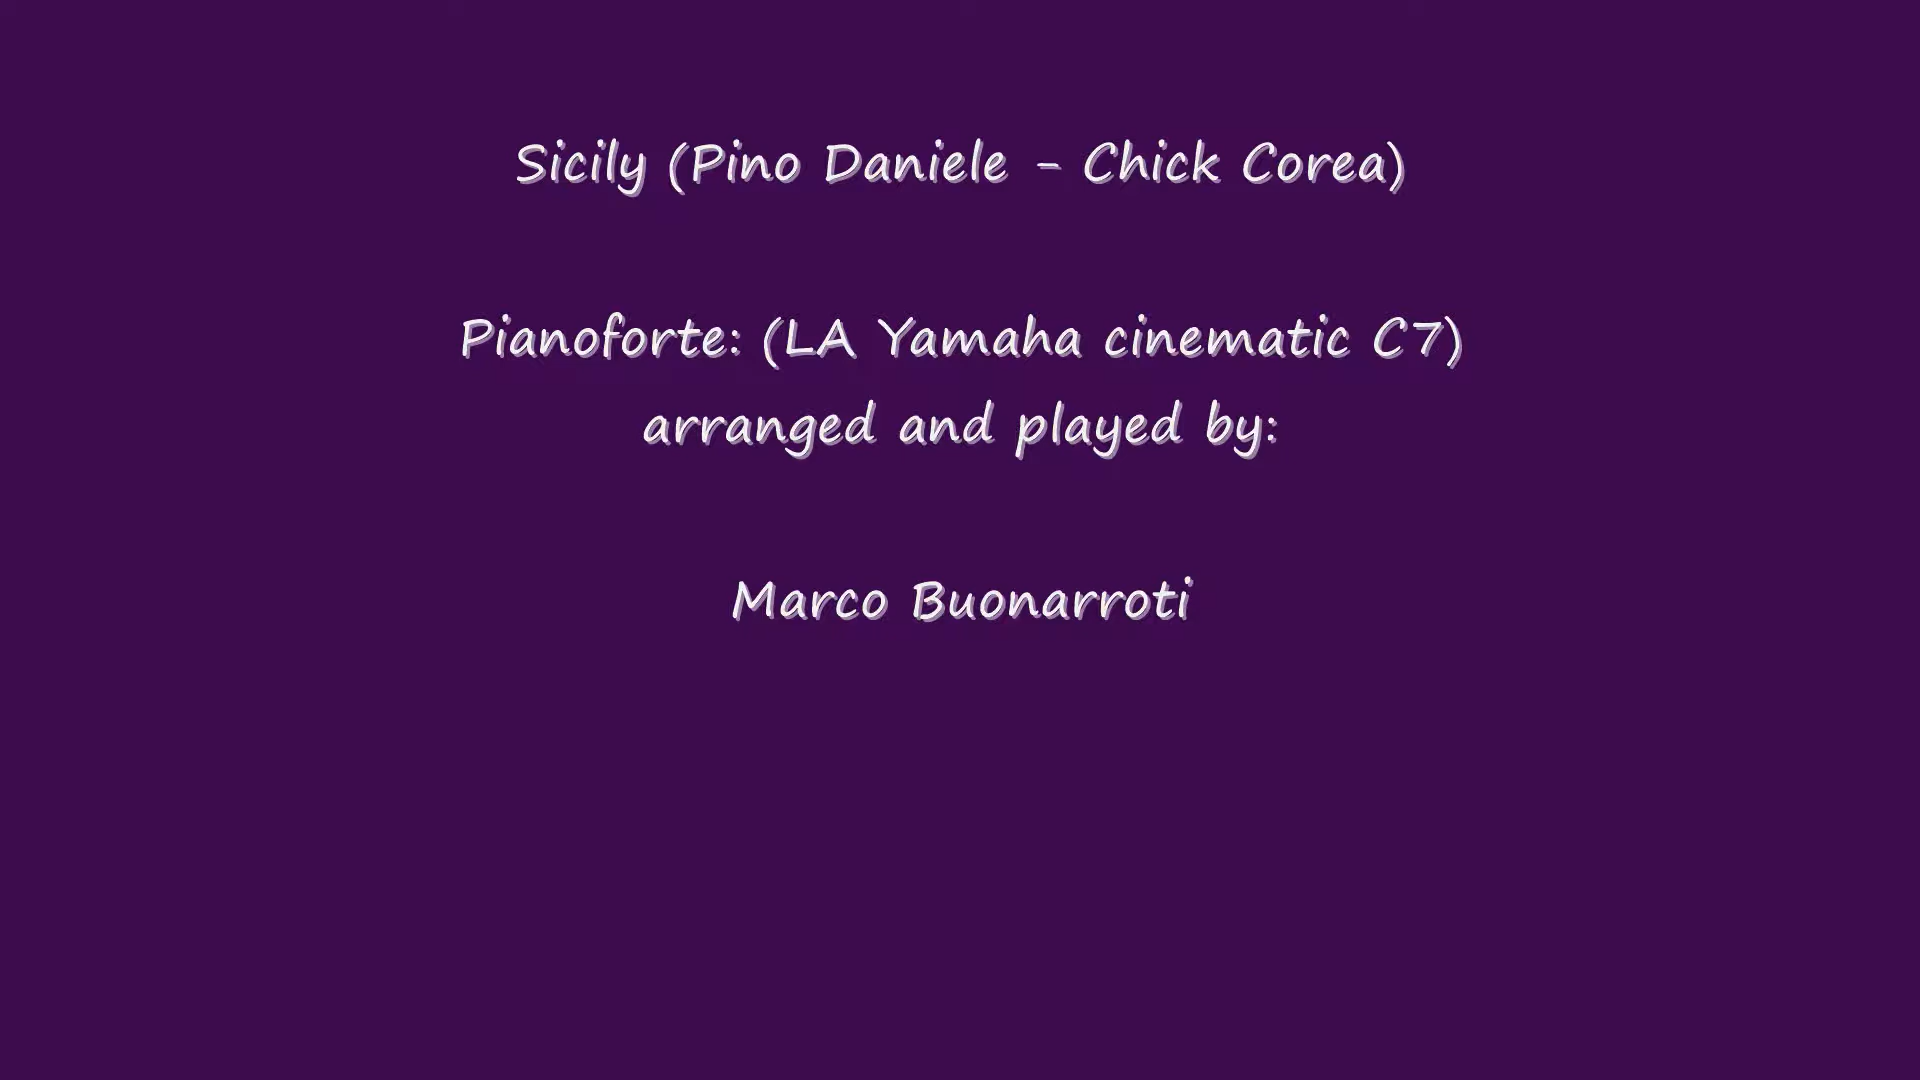 Sicily (Pino Daniele - Chick Corea)
Pianoforte: (LA Yamaha cinematic C7)
arranged and played by:
Marco Buonarroti